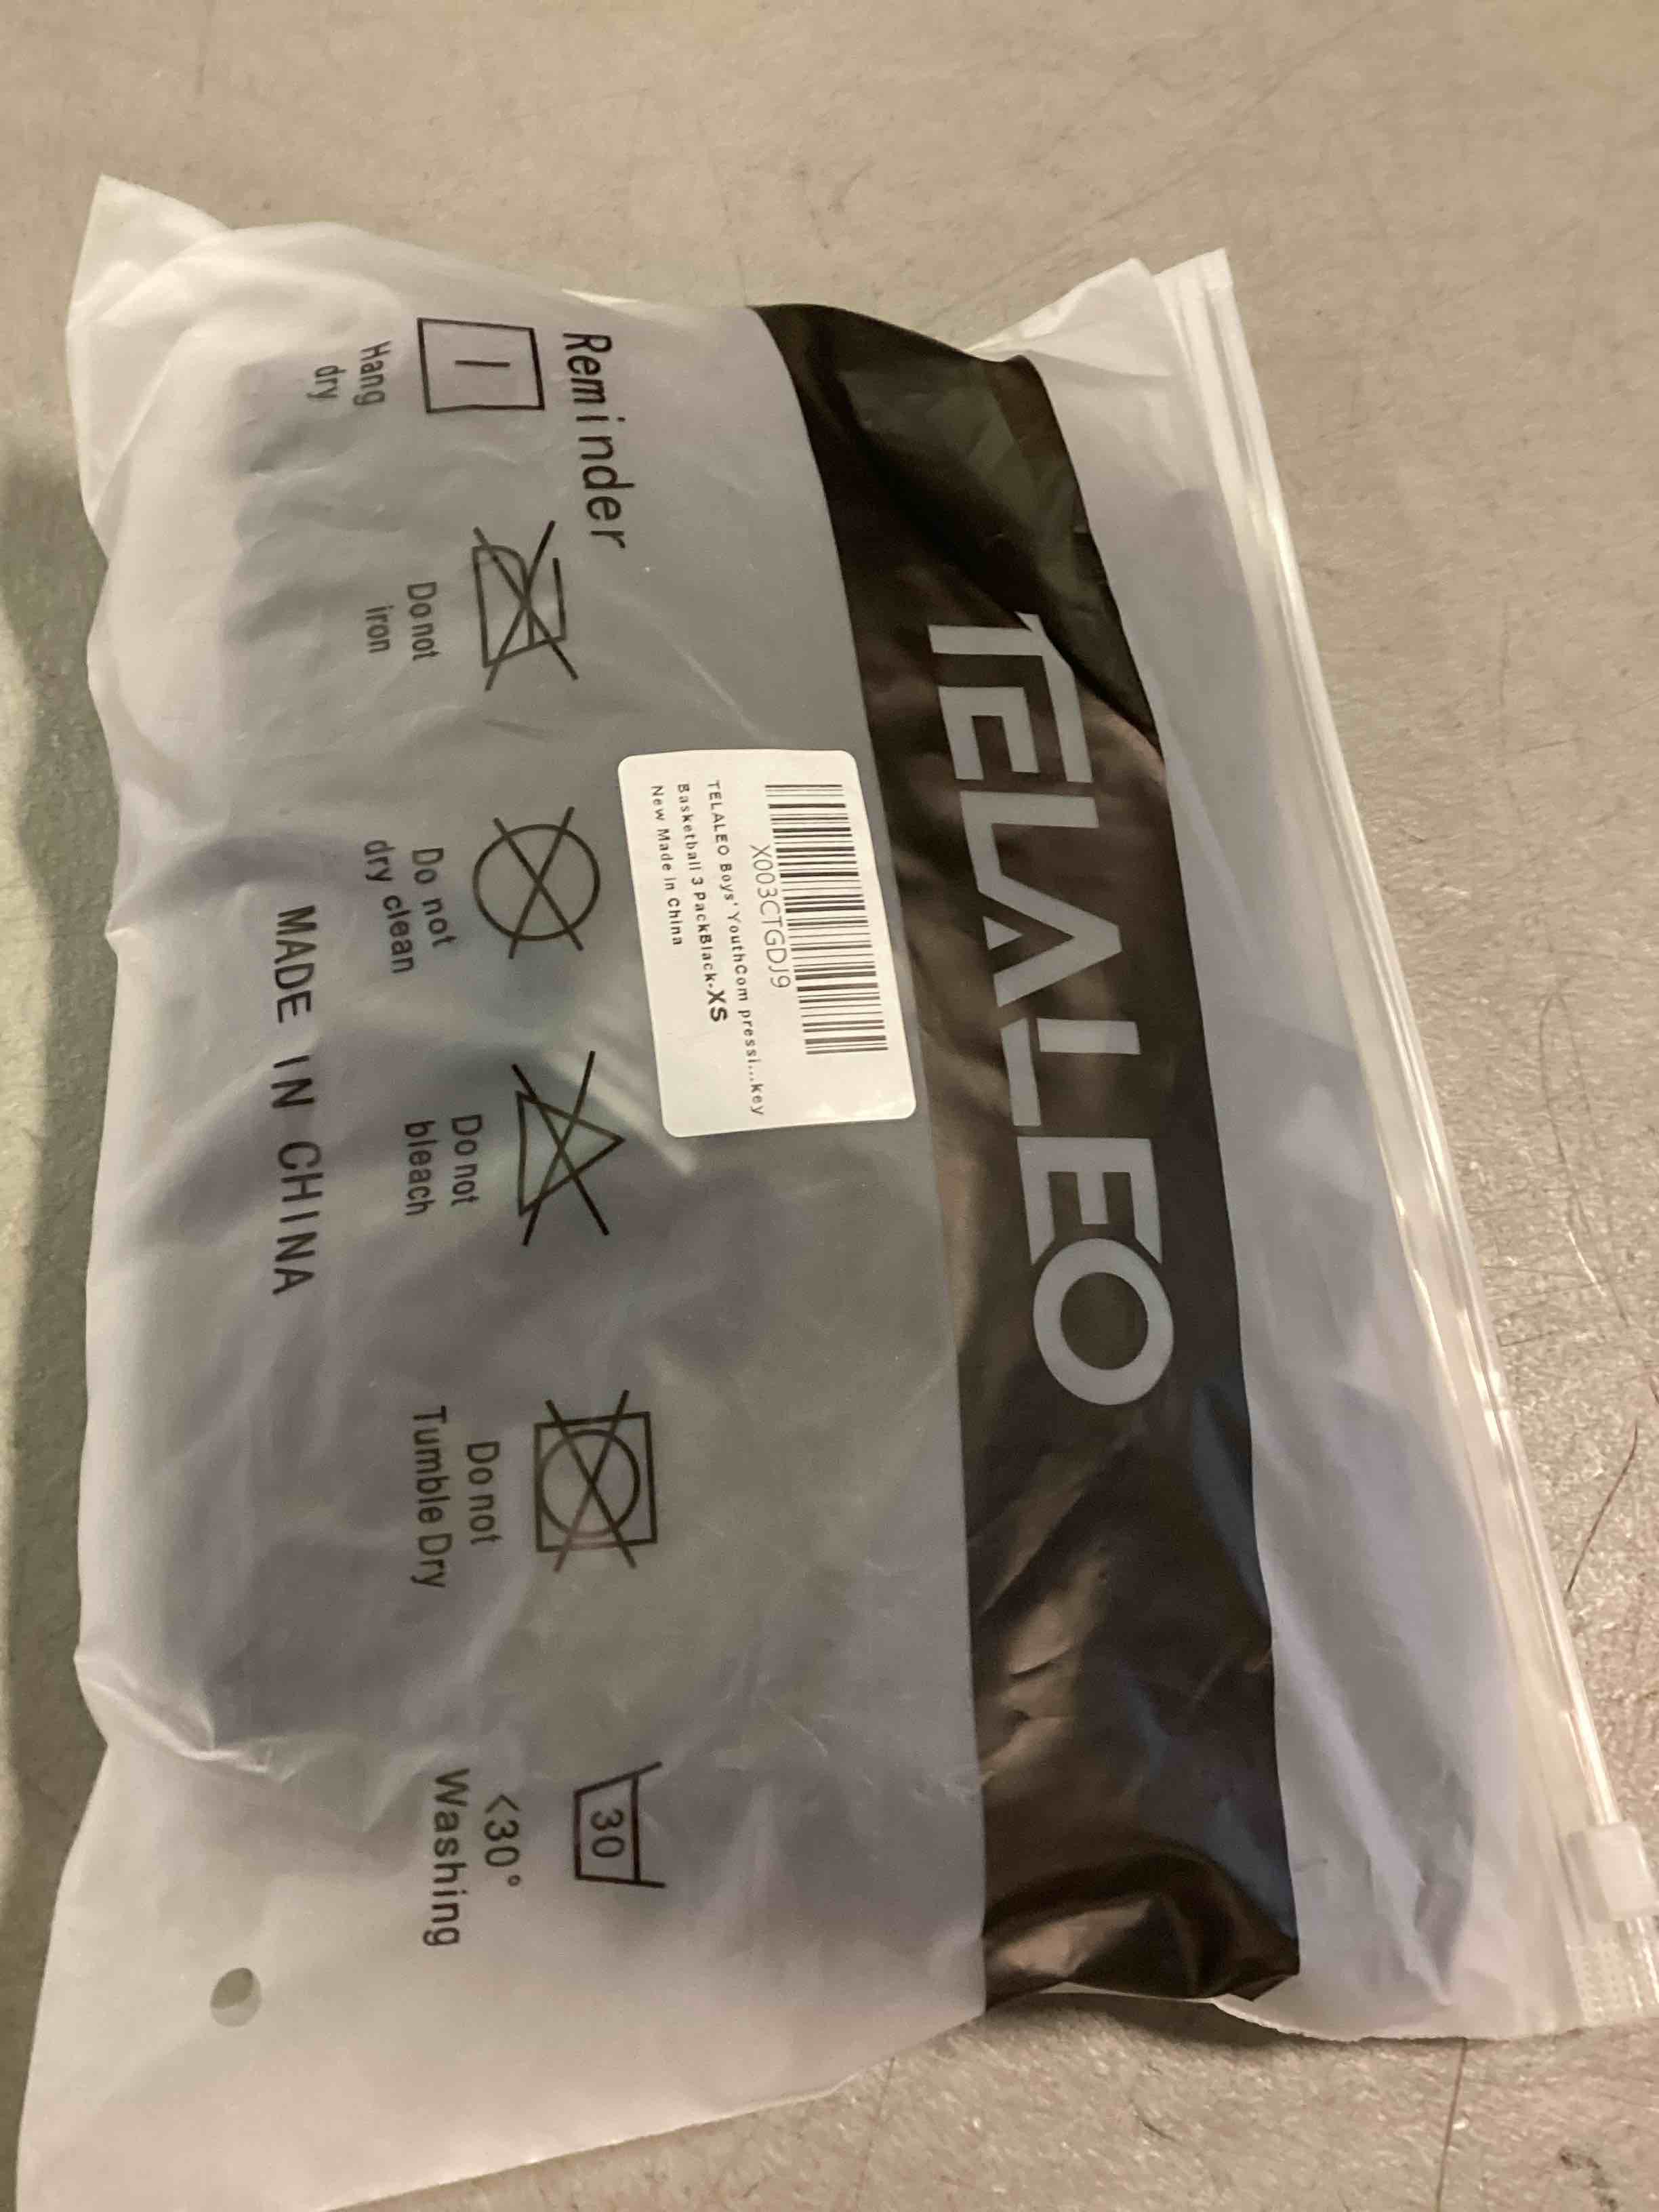 TELALEO
X003CTGDJ9
TELALEO Boys' YouthCom pressi...key
Basketball 3 PackBlack-XS
New Made in China
Reminder
Hang
dry
Do not
iron
Do not
dry clean
Do not
bleach
Do not
Tumble Dry
30
<30°
Washing
MADE IN CHINA